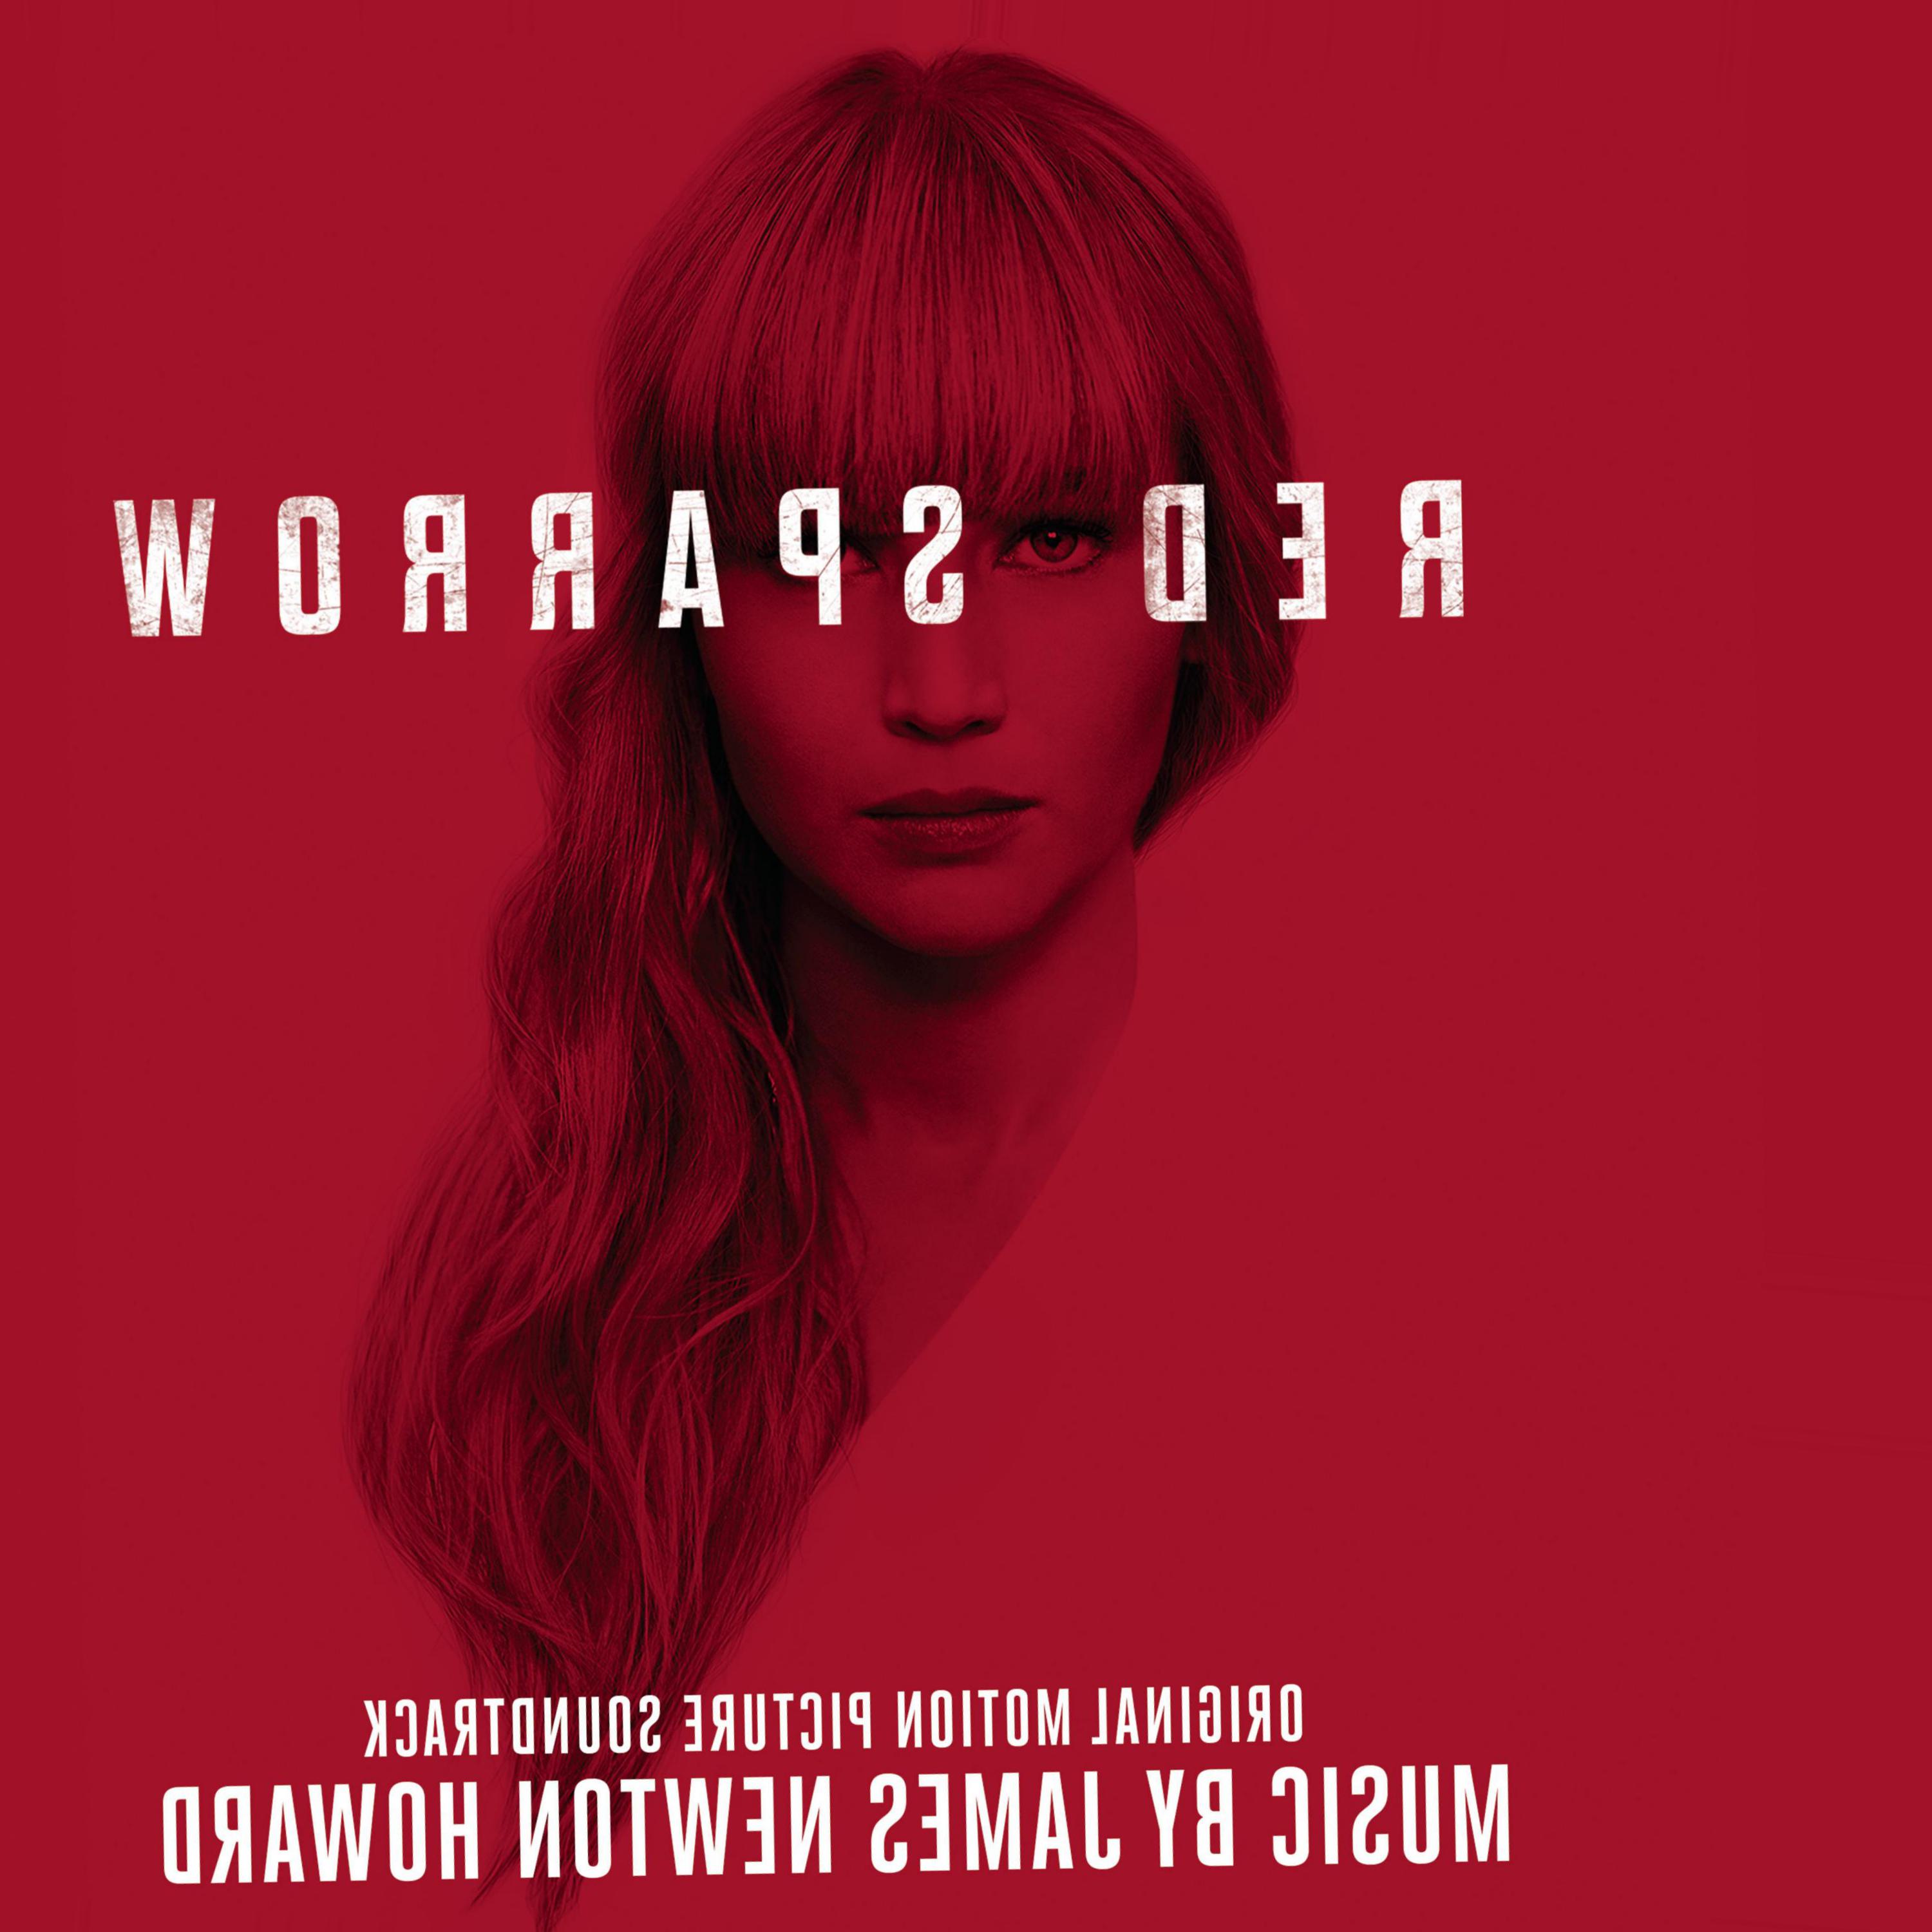 RED SPARROW
ORIGINAL MOTION PICTURE SOUNDTRACK
MUSIC BY JAMES NEWTON HOWARD